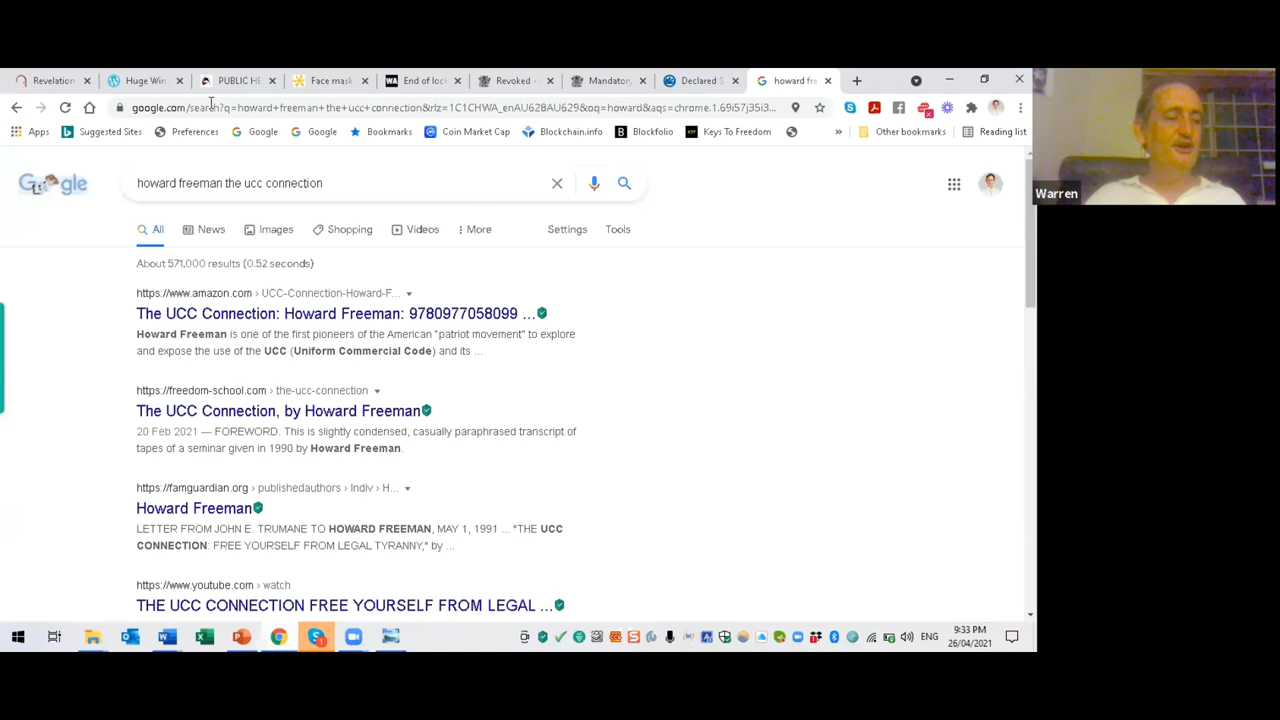 Revelation
Huge Win
PUBLIC HE
Face mask
End of loc
Revoked -
Mandator
Declared S
howard fre
google.com/search?q=howard+freeman+the+ucc+connection&rlz=1C1CHWA_enAU628AU629&oq=howard&aqs=chrome.1.69i57j35i3...
Apps
Suggested Sites
Preferences
Google
Google
Bookmarks
Coin Market Cap
Blockchain.info
Blockfolio
Keys To Freedom
»
Other bookmarks
Reading list
Warren
howard freeman the ucc connection
All
News
Images
Shopping
Videos
More
Settings
Tools
About 571,000 results (0.52 seconds)
https://www.amazon.com › UCC-Connection-Howard-F...
The UCC Connection: Howard Freeman: 9780977058099 ...
Howard Freeman is one of the first pioneers of the American "patriot movement" to explore
and expose the use of the UCC (Uniform Commercial Code) and its ...
https://freedom-school.com › the-ucc-connection
The UCC Connection, by Howard Freeman
20 Feb 2021 — FOREWORD. This is slightly condensed, casually paraphrased transcript of
tapes of a seminar given in 1990 by Howard Freeman.
https://famguardian.org › publishedauthors › Indiv › H...
Howard Freeman
LETTER FROM JOHN E. TRUMANE TO HOWARD FREEMAN, MAY 1, 1991 ... "THE UCC
CONNECTION: FREE YOURSELF FROM LEGAL TYRANNY," by ...
https://www.youtube.com › watch
THE UCC CONNECTION FREE YOURSELF FROM LEGAL ...
ENG
9:33 PM
26/04/2021